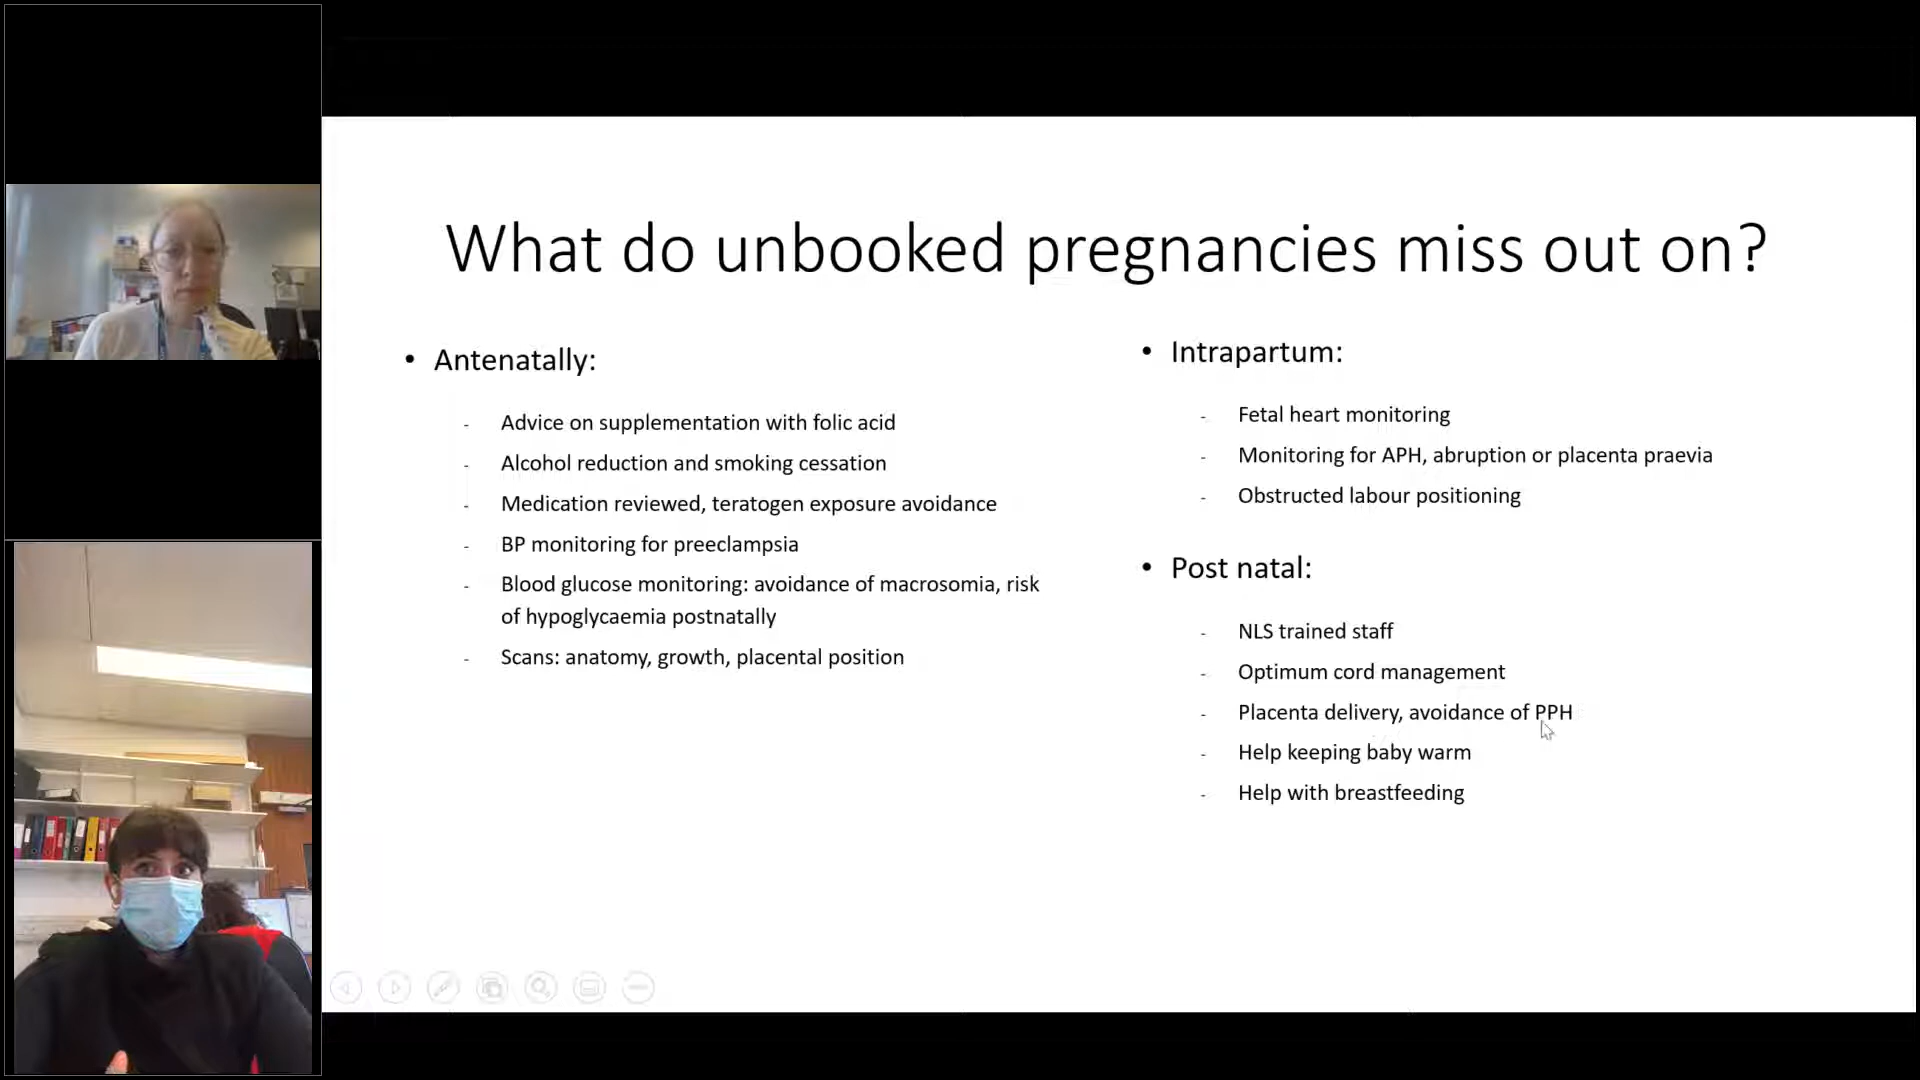 What do unbooked pregnancies miss out on?
• Antenatally:
- Advice on supplementation with folic acid
- Alcohol reduction and smoking cessation
- Medication reviewed, teratogen exposure avoidance
- BP monitoring for preeclampsia
- Blood glucose monitoring: avoidance of macrosomia, risk
of hypoglycaemia postnatally
- Scans: anatomy, growth, placental position
• Intrapartum:
- Fetal heart monitoring
- Monitoring for APH, abruption or placenta praevia
- Obstructed labour positioning
• Post natal:
- NLS trained staff
- Optimum cord management
- Placenta delivery, avoidance of PPH
- Help keeping baby warm
- Help with breastfeeding